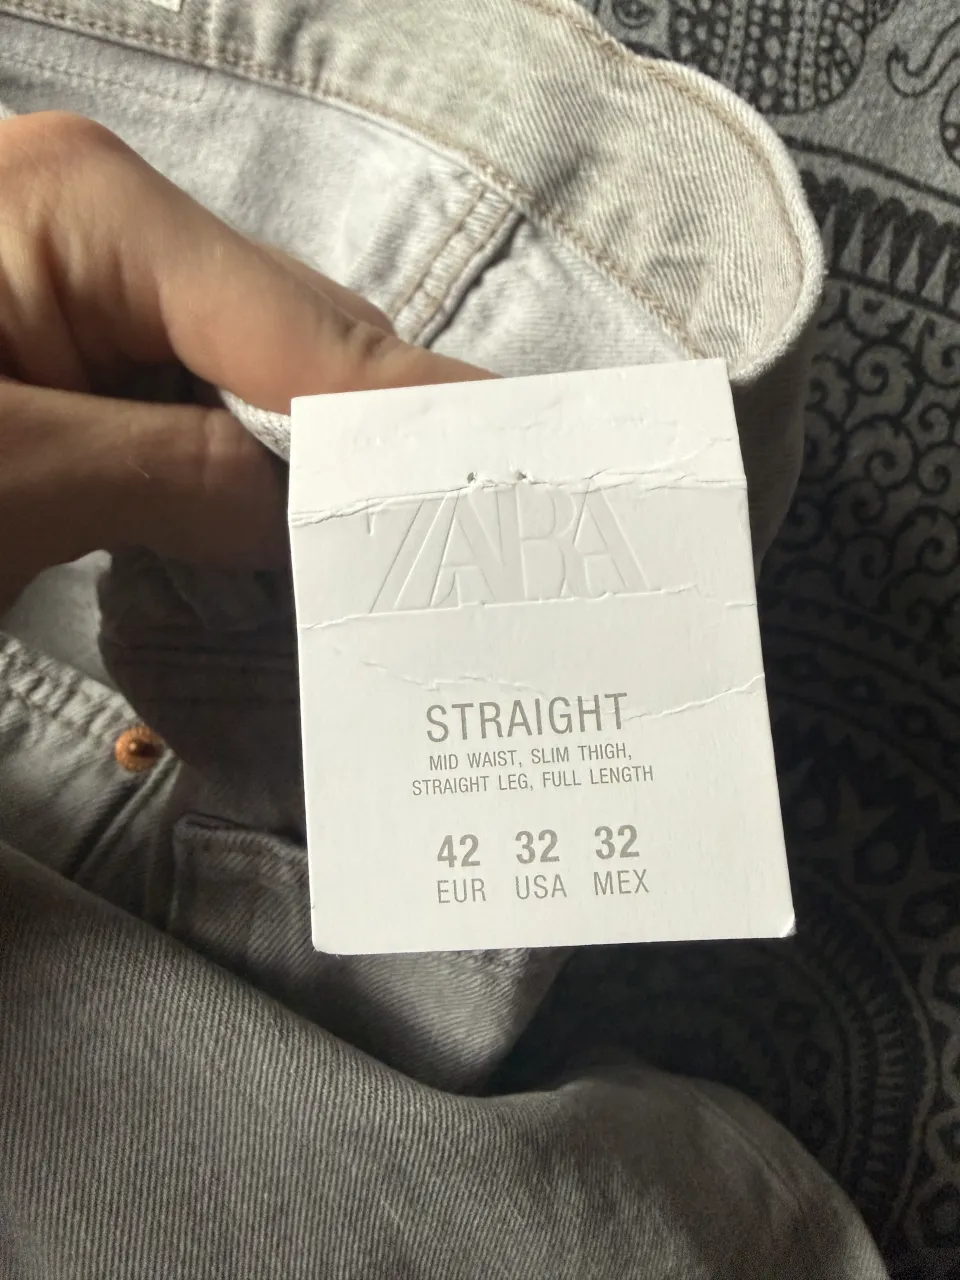 ZARA
STRAIGHT
MID WAIST, SLIM THIGH,
STRAIGHT LEG, FULL LENGTH
42 32 32
EUR USA MEX